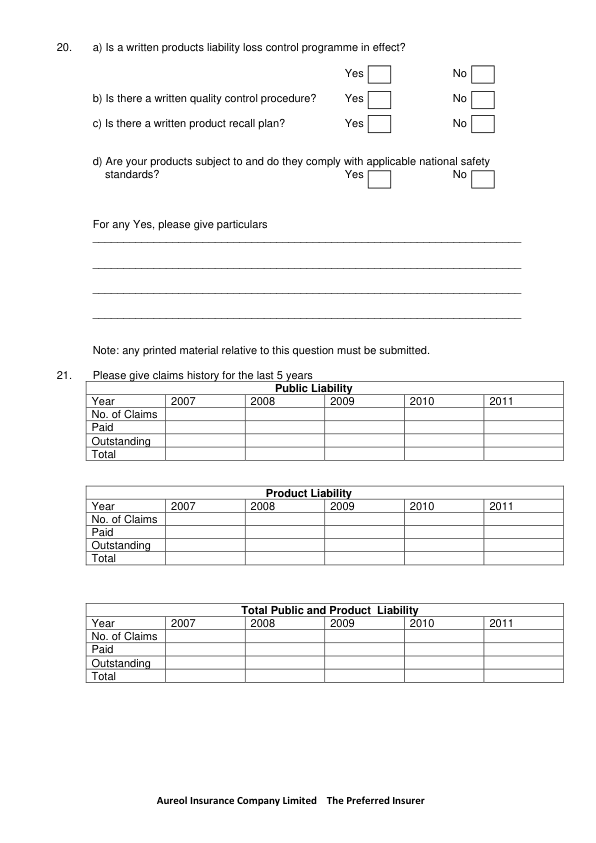 20. a) Is a written products liability loss control programme in effect?
Yes No
b) Is there a written quality control procedure? Yes No
c) Is there a written product recall plan? Yes No
d) Are your products subject to and do they comply with applicable national safety
standards? Yes No
For any Yes, please give particulars
Note: any printed material relative to this question must be submitted.
21. Please give claims history for the last 5 years
Public Liability
Year 2007 2008 2009 2010 2011
No. of Claims
Paid
Outstanding
Total
Product Liability
Year 2007 2008 2009 2010 2011
No. of Claims
Paid
Outstanding
Total
Total Public and Product Liability
Year 2007 2008 2009 2010 2011
No. of Claims
Paid
Outstanding
Total
Aureol Insurance Company Limited The Preferred Insurer